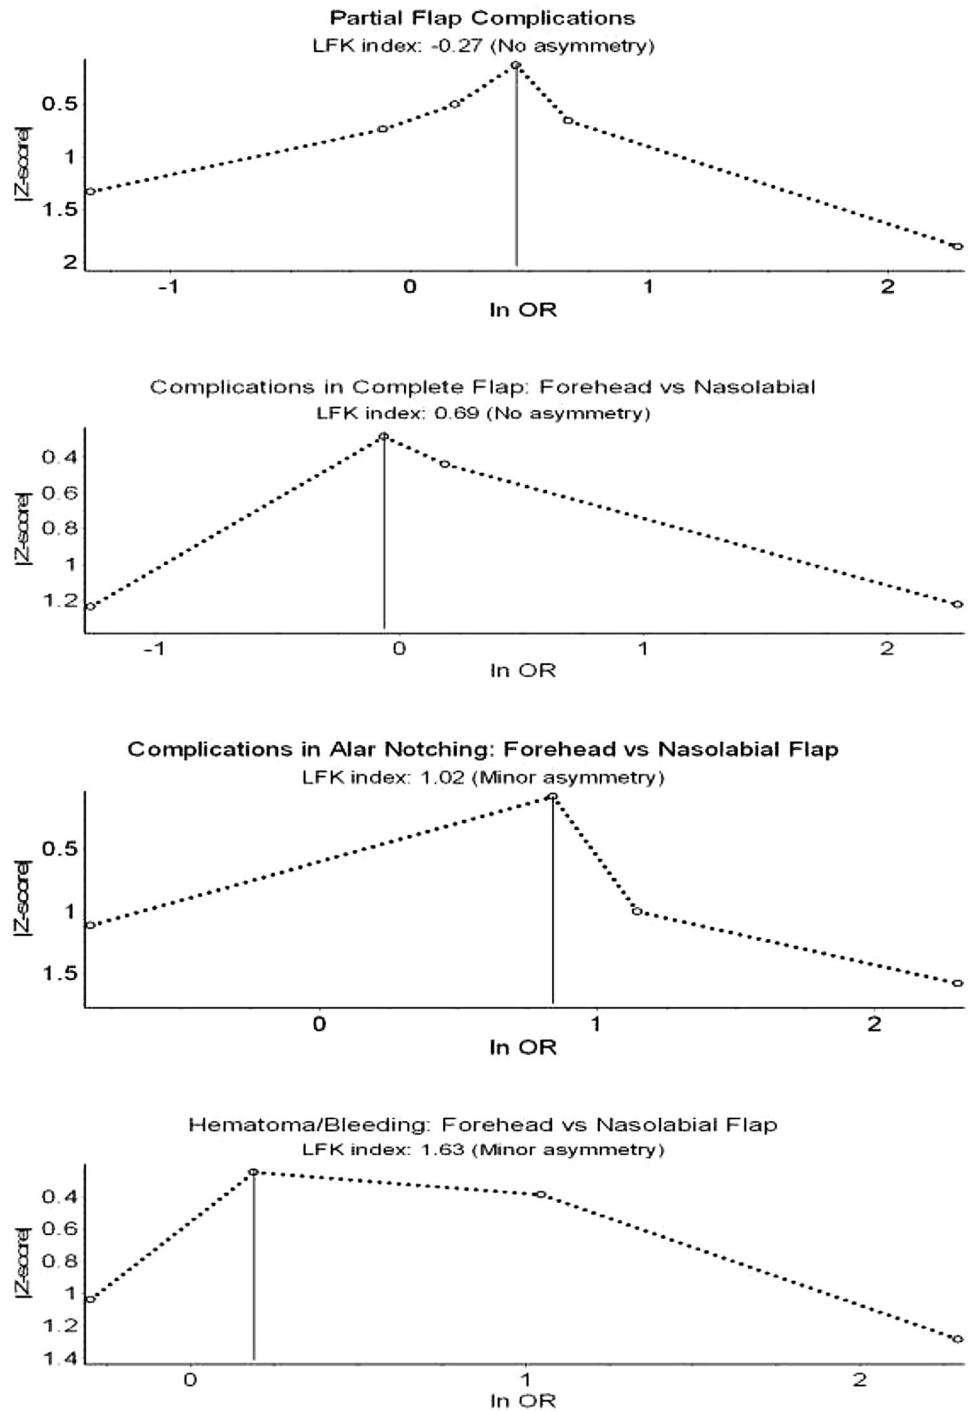 Partial Flap Complications
LFK index: -0.27 (No asymmetry)
|Z-score|
0.5
1
1.5
2
-1 0 1 2
ln OR
Complications in Complete Flap: Forehead vs Nasolabial
LFK index: 0.69 (No asymmetry)
|Z-score|
0.4
0.6
0.8
1
1.2
-1 0 1 2
ln OR
Complications in Alar Notching: Forehead vs Nasolabial Flap
LFK index: 1.02 (Minor asymmetry)
|Z-score|
0.5
1
1.5
0 1 2
ln OR
Hematoma/Bleeding: Forehead vs Nasolabial Flap
LFK index: 1.63 (Minor asymmetry)
|Z-score|
0.4
0.6
0.8
1
1.2
1.4
0 1 2
ln OR